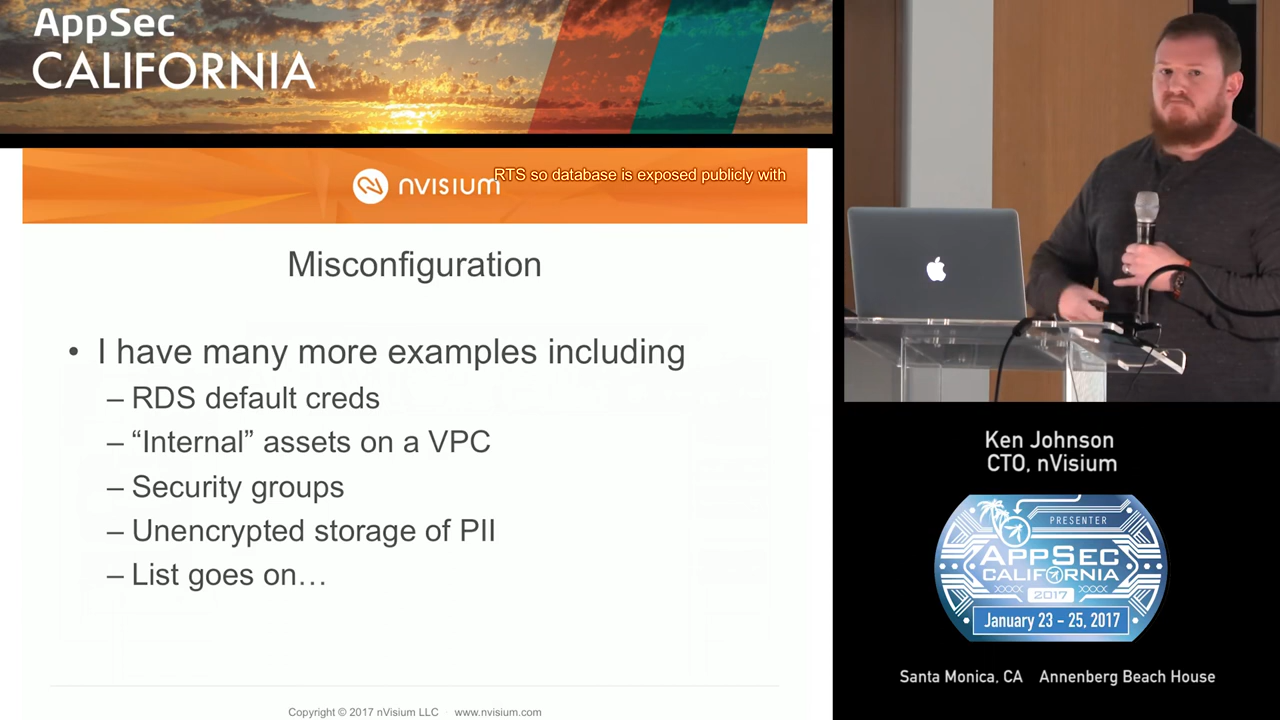 AppSec
CALIFORNIA
nVISIUM
RTS so database is exposed publicly with
Misconfiguration
• I have many more examples including
– RDS default creds
– “Internal” assets on a VPC
– Security groups
– Unencrypted storage of PII
– List goes on…
Copyright © 2017 nVisium LLC www.nvisium.com
Ken Johnson
CTO, nVisium
PRESENTER
APPSEC
CALIFORNIA
2017
January 23 - 25, 2017
Santa Monica, CA Annenberg Beach House